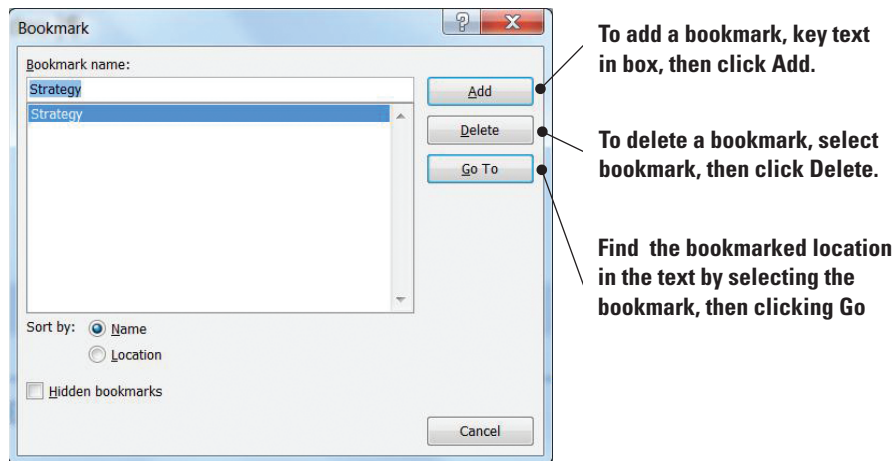 Bookmark
Bookmark name:
Strategy
Strategy
Add
Delete
Go To
Sort by:
Name
Location
Hidden bookmarks
Cancel
To add a bookmark, key text
in box, then click Add.
To delete a bookmark, select
bookmark, then click Delete.
Find the bookmarked location
in the text by selecting the
bookmark, then clicking Go